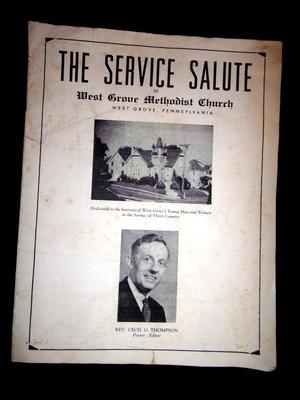 THE SERVICE SALUTE
OF
West Grove Methodist Church
WEST GROVE, PENNSYLVANIA
Dedicated to the Interests of West Grove's Young Men and Women
in the Service of Their Country.
REV. CECIL G. THOMPSON
Pastor - Editor